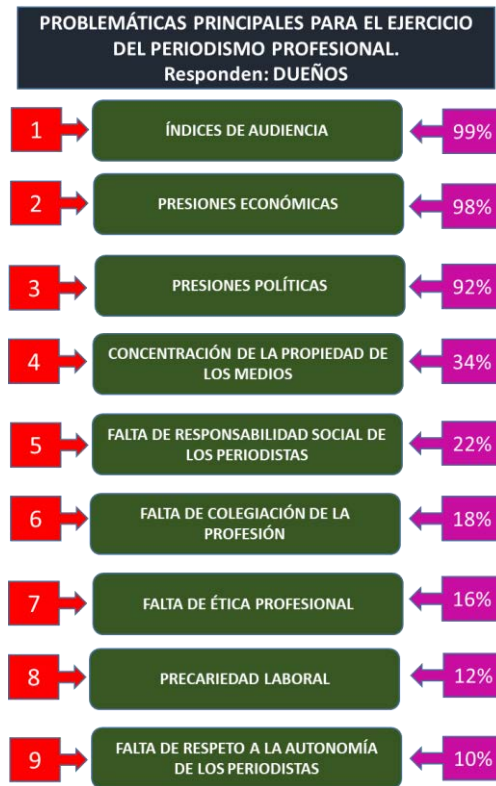 PROBLEMÁTICAS PRINCIPALES PARA EL EJERCICIO
DEL PERIODISMO PROFESIONAL.
Responden: DUEÑOS
1 ÍNDICES DE AUDIENCIA 99%
2 PRESIONES ECONÓMICAS 98%
3 PRESIONES POLÍTICAS 92%
4 CONCENTRACIÓN DE LA PROPIEDAD DE
LOS MEDIOS 34%
5 FALTA DE RESPONSABILIDAD SOCIAL DE
LOS PERIODISTAS 22%
6 FALTA DE COLEGIACIÓN DE LA
PROFESIÓN 18%
7 FALTA DE ÉTICA PROFESIONAL 16%
8 PRECARIEDAD LABORAL 12%
9 FALTA DE RESPETO A LA AUTONOMÍA
DE LOS PERIODISTAS 10%